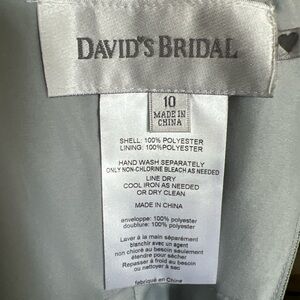 DAVID'S BRIDAL
10
MADE IN
CHINA
SHELL: 100% POLYESTER
LINING: 100%POLYESTER
HAND WASH SEPARATELY
ONLY NON-CHLORINE BLEACH AS NEEDED
LINE DRY
COOL IRON AS NEEDED
OR DRY CLEAN
MADE IN CHINA
enveloppe: 100% polyester
doublure: 100% polyester
Laver à la main séparément
blanchir avec un agent
non chloré au besoin seulement
étendre pour sécher
Repasser à froid au besoin
ou nettoyer à sec
fabriqué en Chine